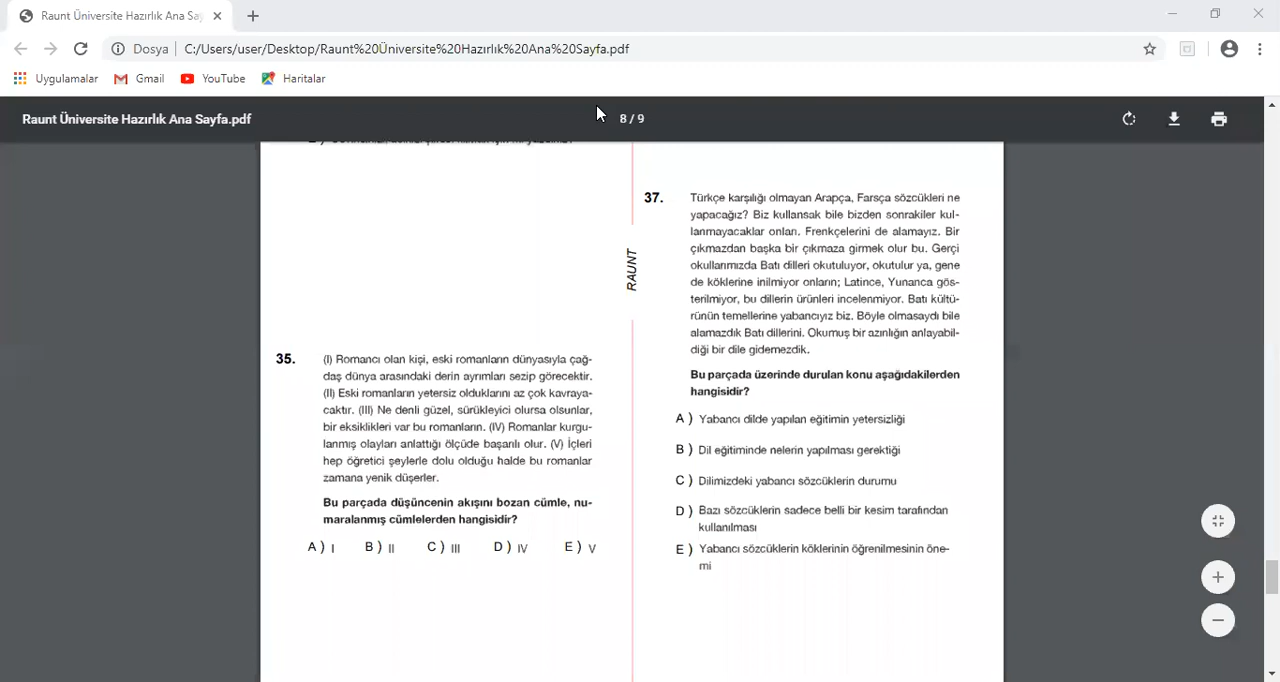 Raunt Üniversite Hazırlık Ana Say
Dosya
C:/Users/user/Desktop/Raunt%20Üniversite%20Hazırlık%20Ana%20Sayfa.pdf
Uygulamalar
Gmail
YouTube
Haritalar
Raunt Üniversite Hazırlık Ana Sayfa.pdf
8 / 9
35.
(I) Romancı olan kişi, eski romanların dünyasıyla çağ-
daş dünya arasındaki derin ayrımları sezip görecektir.
(II) Eski romanların yetersiz olduklarını az çok kavraya-
caktır. (III) Ne denli güzel, sürükleyici olursa olsunlar,
bir eksiklikleri var bu romanların. (IV) Romanlar kurgu-
lanmış olayları anlattığı ölçüde başarılı olur. (V) İçleri
hep öğretici şeylerle dolu olduğu halde bu romanlar
zamana yenik düşerler.
Bu parçada düşüncenin akışını bozan cümle, nu-
maralanmış cümlelerden hangisidir?
A ) I B ) II C ) III D ) IV E ) V
RAUNT
37.
Türkçe karşılığı olmayan Arapça, Farsça sözcükleri ne
yapacağız? Biz kullansak bile bizden sonrakiler kul-
lanmayacaklar onları. Frenkçelerini de alamayız. Bir
çıkmazdan başka bir çıkmaza girmek olur bu. Gerçi
okullarımızda Batı dilleri okutuluyor, okutulur ya, gene
de köklerine inilmiyor onların; Latince, Yunanca gös-
terilmiyor, bu dillerin ürünleri incelenmiyor. Batı kültü-
rünün temellerine yabancıyız biz. Böyle olmasaydı bile
alamazdık Batı dillerini. Okumuş bir azınlığın anlayabil-
diği bir dile gidemezdik.
Bu parçada üzerinde durulan konu aşağıdakilerden
hangisidir?
A ) Yabancı dilde yapılan eğitimin yetersizliği
B ) Dil eğitiminde nelerin yapılması gerektiği
C ) Dilimizdeki yabancı sözcüklerin durumu
D ) Bazı sözcüklerin sadece belli bir kesim tarafından
kullanılması
E ) Yabancı sözcüklerin köklerinin öğrenilmesinin öne-
mi